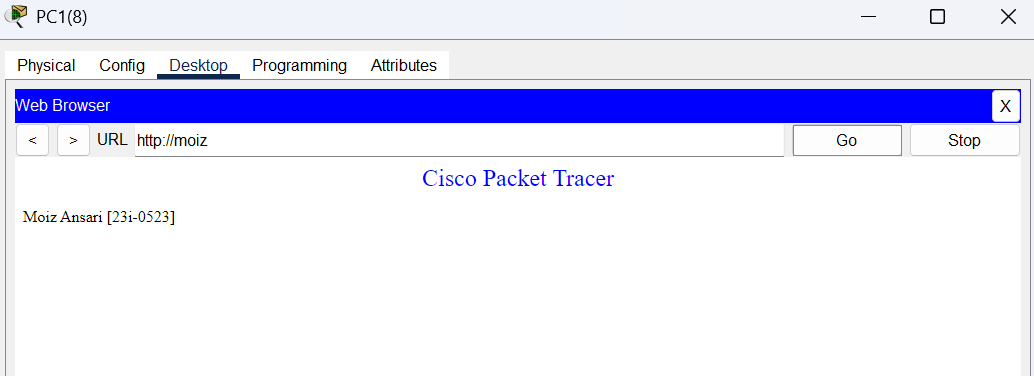 PC1(8)
Physical Config Desktop Programming Attributes
Web Browser X
< > URL http://moiz Go Stop
Cisco Packet Tracer
Moiz Ansari [23i-0523]